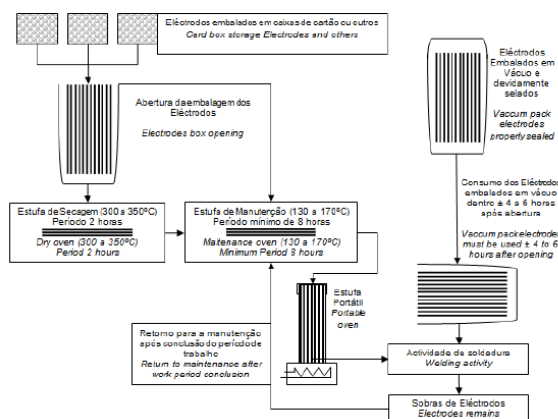 Eléctrodos embalados em caixas de cartão ou outros
Card box storage Electrodes and others
Abertura da embalagem dos
Eléctrodos
Electrodes box opening
Eléctrodos
Embalados em
Vácuo e
devidamente
selados
Vaccum pack
electrodes
properly sealed
Estufa de Secagem (300 a 350ºC)
Período 2 horas
Dry oven (300 a 350ºC)
Period 2 hours
Estufa de Manutenção (130 a 170ºC)
Período mínimo de 8 horas
Maitenance oven (130 a 170ºC)
Minimum Period 8 hours
Consumo dos Eléctrodos
embalados em vácuo
dentro ± 4 a 6 horas
após abertura
Vaccum pack electrodes
must be used ± 4 to 6
hours after opening
Estufa
Portátil
Portable
oven
Retorno para a manutenção
após conclusão do período de
trabalho
Return to maintenance after
work period conclusion
Actividade de soldadura
Welding activity
Sobras de Eléctrodos
Electrodes remains